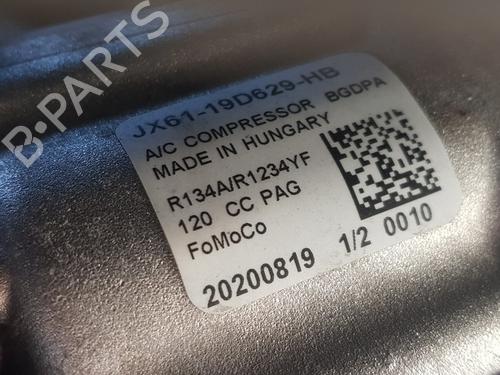 B-PARTS
JX61-19D629-HB
A/C COMPRESSOR BGDPA
MADE IN HUNGARY
R134A/R1234YF
120 CC PAG
FoMoCo
20200819 1/2 0010